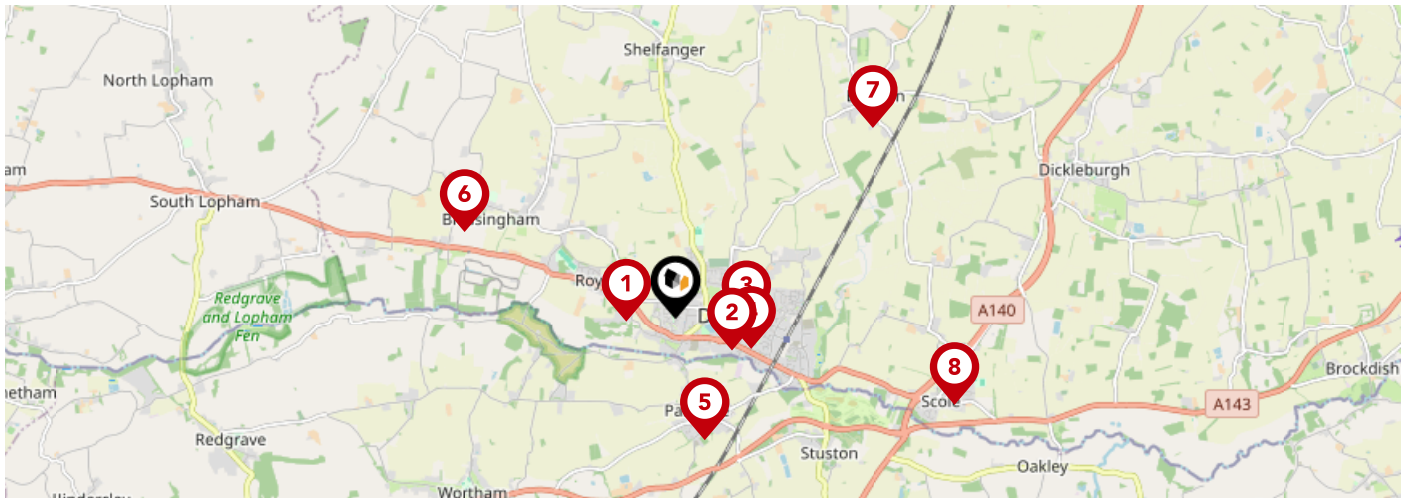 Shelfanger
North Lopham
7
Dickleburgh
6
South Lopham
Redgrave
and Lopham
Fen
1
3
2
A140
8
Brockdish
5
A143
Redgrave
Stuston
Oakley
Wortham